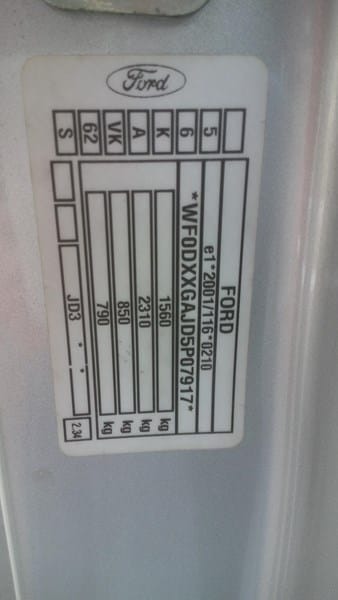 Ford
FORD
e1*2001/116*0210
*WF0DXXGAJD5P07917*
1560 kg
2310 kg
850 kg
790 kg
5
6
K
A
VK
62
S
JD3 * *
2.34